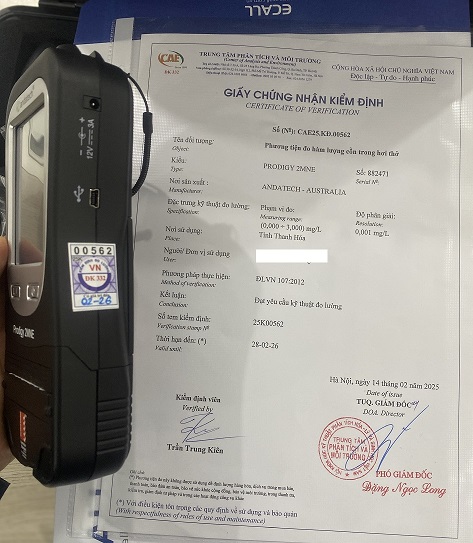 ECALL
CAE
ĐK 332
TRUNG TÂM PHÂN TÍCH VÀ MÔI TRƯỜNG
(Center of Analysis and Environment)
CỘNG HÒA XÃ HỘI CHỦ NGHĨA VIỆT NAM
Độc lập - Tự do - Hạnh phúc
GIẤY CHỨNG NHẬN KIỂM ĐỊNH
CERTIFICATE OF VERIFICATION
Số (Nº): CAE25.KĐ.00562
Tên đối tượng:
Object:
Phương tiện đo hàm lượng cồn trong hơi thở
Kiểu:
Type:
PRODIGY 2MNE
Số: 882471
Serial Nº:
Nơi sản xuất :
Manufacturer:
ANDATECH - AUSTRALIA
Đặc trưng kỹ thuật đo lường:
Specification:
Phạm vi đo:
Measuring range:
(0,000 ÷ 3,000) mg/L
Độ phân giải:
Resolution:
0,001 mg/L
Nơi sử dụng:
Place:
Tỉnh Thanh Hóa
Người/ Đơn vị sử dụng
User:
Phương pháp thực hiện:
Method of verification:
ĐLVN 107:2012
Kết luận:
Conclusion:
Đạt yêu cầu kỹ thuật đo lường
Số tem kiểm định:
Verification stamp Nº
25K00562
Thời hạn đến: (*)
Valid until:
28-02-26
Hà Nội, ngày 14 tháng 02 năm 2025
Date of issue
Kiểm định viên
Verified by
TUQ. GIÁM ĐỐC
DOA. Director
TRUNG TÂM
PHÂN TÍCH VÀ
MÔI TRƯỜNG
Trần Trung Kiên
PHÓ GIÁM ĐỐC
Đặng Ngọc Long
(*) Với điều kiện tôn trọng các quy định về sử dụng và bảo quản
(With respectfulness of rules of use and maintenance)
12V 3A
00562
VN
ĐK 332
02-26
Prodigy 2MNE